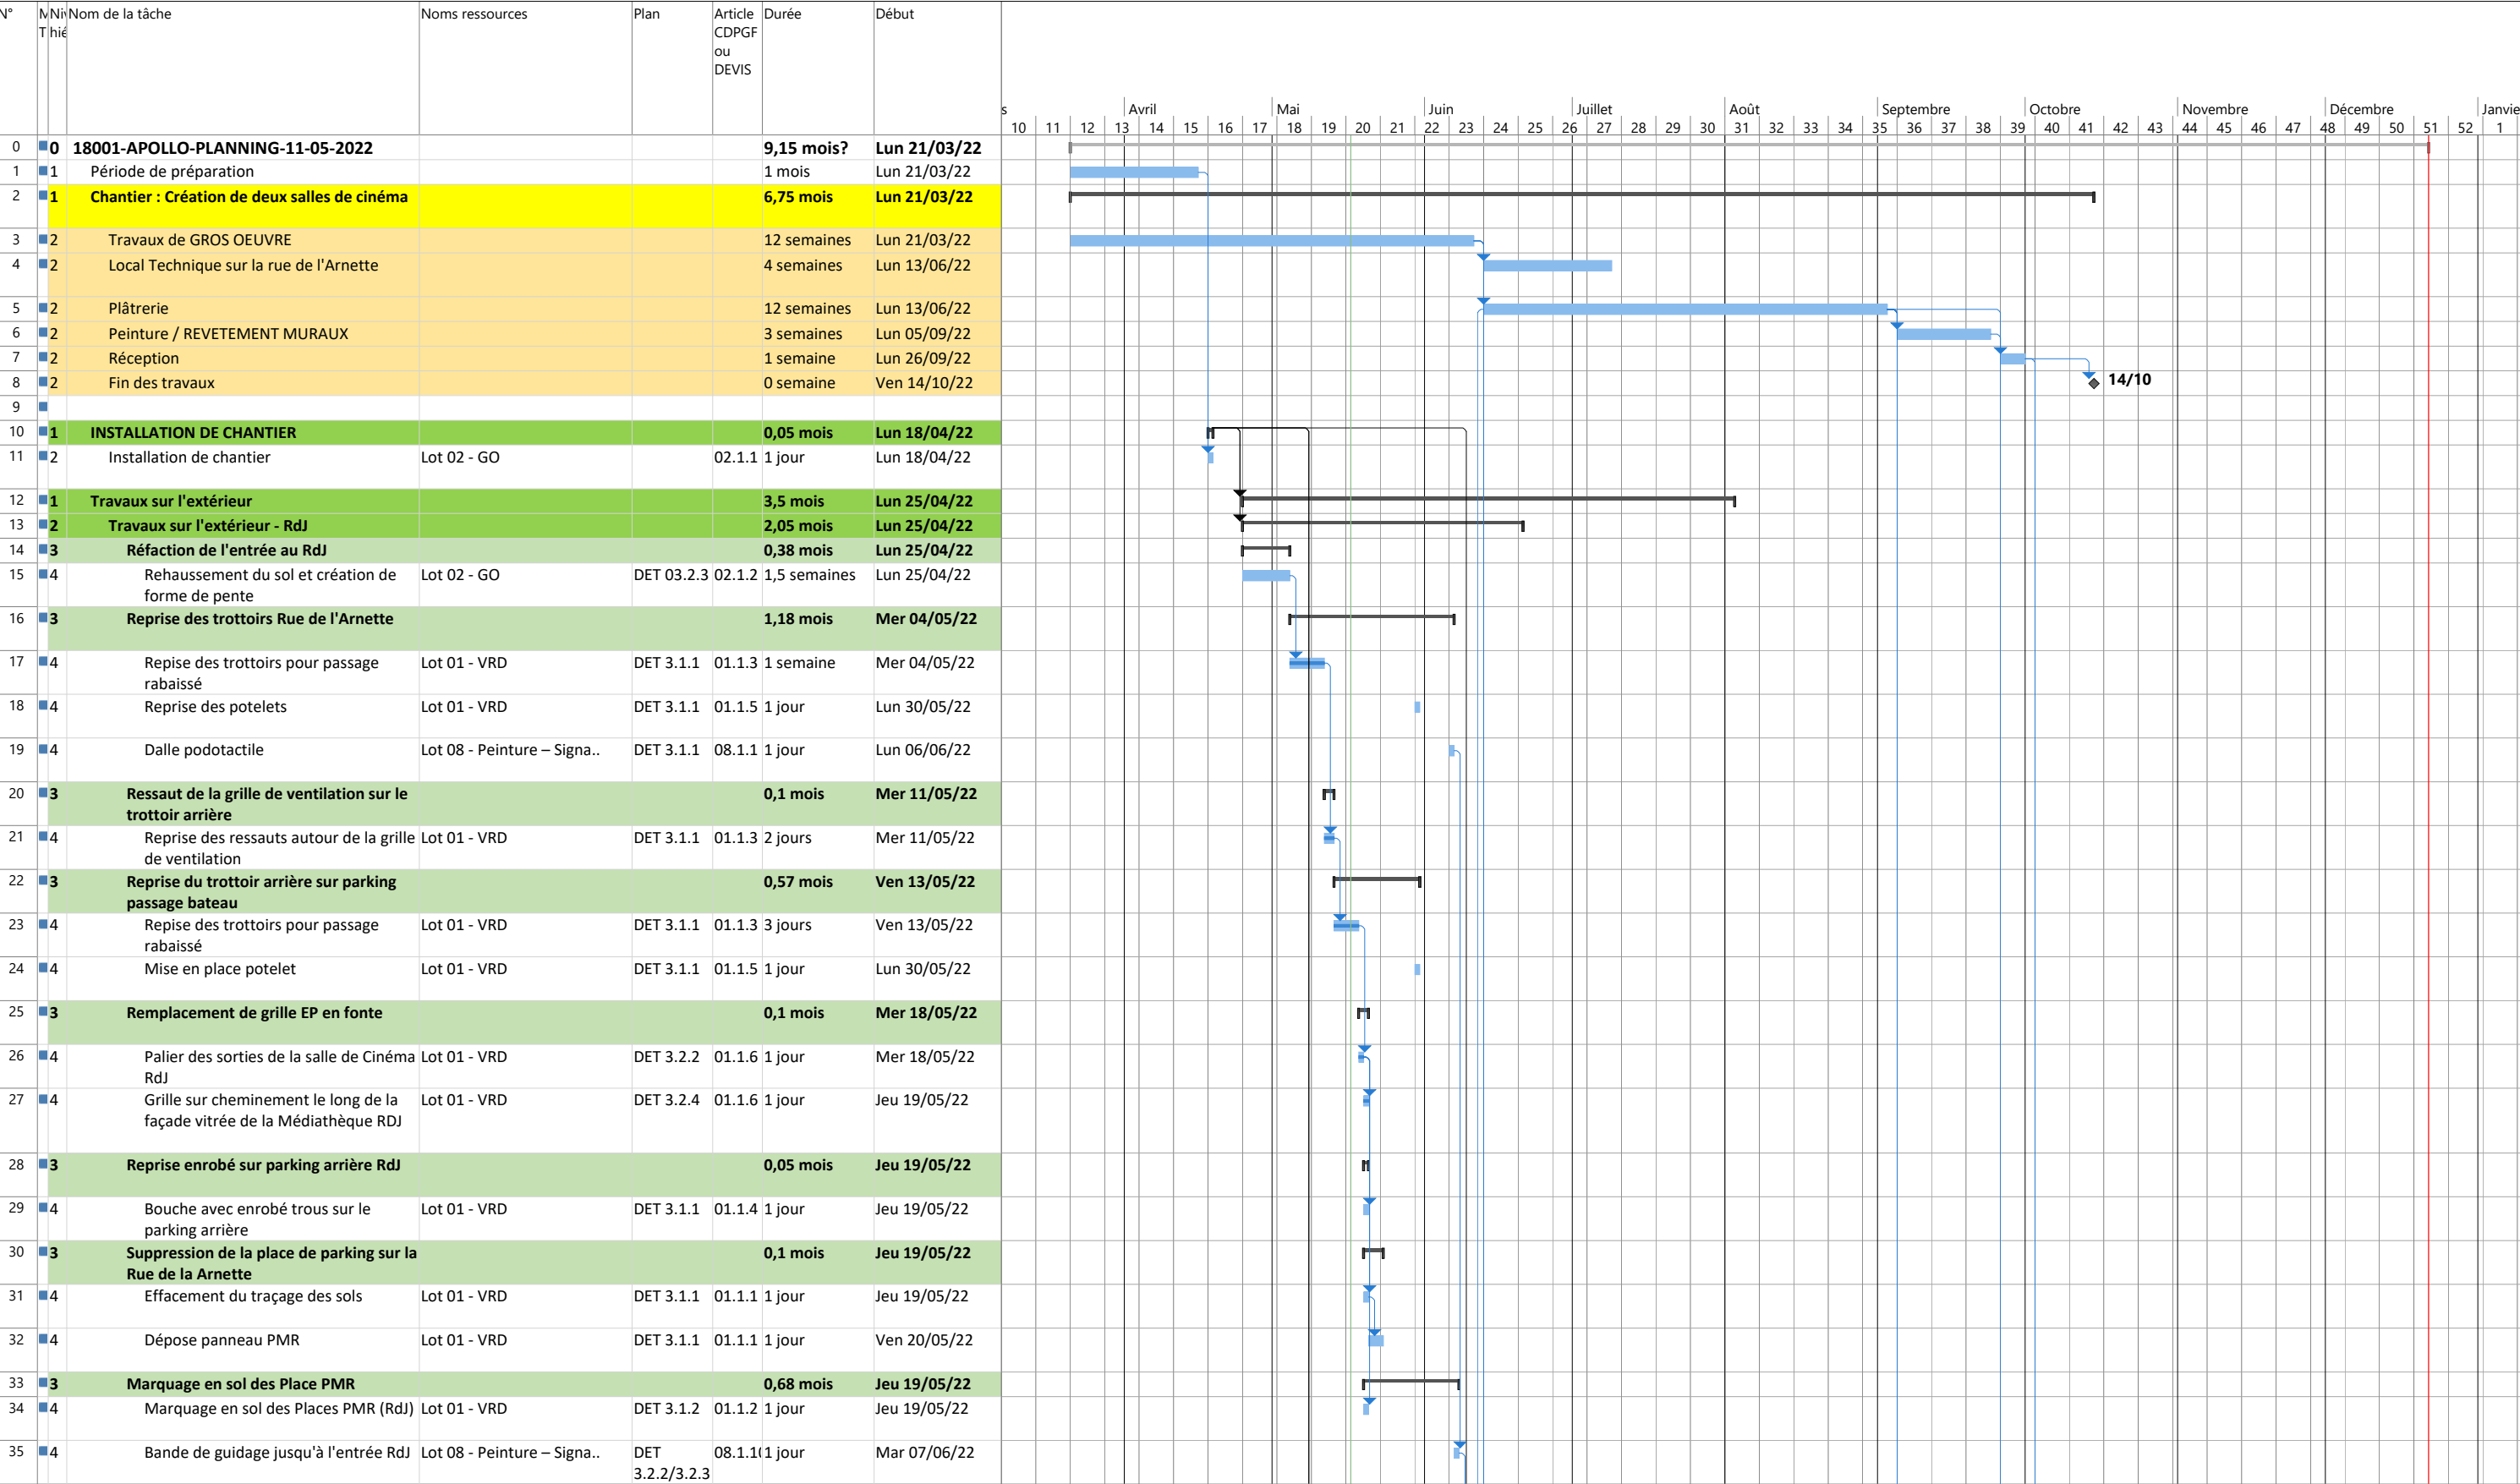 N° M T Niv hié Nom de la tâche Noms ressources Plan Article CDPGF ou DEVIS Durée Début
s Avril Mai Juin Juillet Août Septembre Octobre Novembre Décembre Janvie
10 11 12 13 14 15 16 17 18 19 20 21 22 23 24 25 26 27 28 29 30 31 32 33 34 35 36 37 38 39 40 41 42 43 44 45 46 47 48 49 50 51 52 1
0 0 18001-APOLLO-PLANNING-11-05-2022 9,15 mois? Lun 21/03/22
1 1 Période de préparation 1 mois Lun 21/03/22
2 1 Chantier : Création de deux salles de cinéma 6,75 mois Lun 21/03/22
3 2 Travaux de GROS OEUVRE 12 semaines Lun 21/03/22
4 2 Local Technique sur la rue de l'Arnette 4 semaines Lun 13/06/22
5 2 Plâtrerie 12 semaines Lun 13/06/22
6 2 Peinture / REVETEMENT MURAUX 3 semaines Lun 05/09/22
7 2 Réception 1 semaine Lun 26/09/22
8 2 Fin des travaux 0 semaine Ven 14/10/22 14/10
9
10 1 INSTALLATION DE CHANTIER 0,05 mois Lun 18/04/22
11 2 Installation de chantier Lot 02 - GO 02.1.1 1 jour Lun 18/04/22
12 1 Travaux sur l'extérieur 3,5 mois Lun 25/04/22
13 2 Travaux sur l'extérieur - RdJ 2,05 mois Lun 25/04/22
14 3 Réfaction de l'entrée au RdJ 0,38 mois Lun 25/04/22
15 4 Rehaussement du sol et création de Lot 02 - GO DET 03.2.3 02.1.2 1,5 semaines Lun 25/04/22
forme de pente
16 3 Reprise des trottoirs Rue de l'Arnette 1,18 mois Mer 04/05/22
17 4 Repise des trottoirs pour passage Lot 01 - VRD DET 3.1.1 01.1.3 1 semaine Mer 04/05/22
rabaissé
18 4 Reprise des potelets Lot 01 - VRD DET 3.1.1 01.1.5 1 jour Lun 30/05/22
19 4 Dalle podotactile Lot 08 - Peinture – Signa.. DET 3.1.1 08.1.1 1 jour Lun 06/06/22
20 3 Ressaut de la grille de ventilation sur le 0,1 mois Mer 11/05/22
trottoir arrière
21 4 Reprise des ressauts autour de la grille Lot 01 - VRD DET 3.1.1 01.1.3 2 jours Mer 11/05/22
de ventilation
22 3 Reprise du trottoir arrière sur parking 0,57 mois Ven 13/05/22
passage bateau
23 4 Repise des trottoirs pour passage Lot 01 - VRD DET 3.1.1 01.1.3 3 jours Ven 13/05/22
rabaissé
24 4 Mise en place potelet Lot 01 - VRD DET 3.1.1 01.1.5 1 jour Lun 30/05/22
25 3 Remplacement de grille EP en fonte 0,1 mois Mer 18/05/22
26 4 Palier des sorties de la salle de Cinéma Lot 01 - VRD DET 3.2.2 01.1.6 1 jour Mer 18/05/22
RdJ
27 4 Grille sur cheminement le long de la Lot 01 - VRD DET 3.2.4 01.1.6 1 jour Jeu 19/05/22
façade vitrée de la Médiathèque RDJ
28 3 Reprise enrobé sur parking arrière RdJ 0,05 mois Jeu 19/05/22
29 4 Bouche avec enrobé trous sur le Lot 01 - VRD DET 3.1.1 01.1.4 1 jour Jeu 19/05/22
parking arrière
30 3 Suppression de la place de parking sur la 0,1 mois Jeu 19/05/22
Rue de la Arnette
31 4 Effacement du traçage des sols Lot 01 - VRD DET 3.1.1 01.1.1 1 jour Jeu 19/05/22
32 4 Dépose panneau PMR Lot 01 - VRD DET 3.1.1 01.1.1 1 jour Ven 20/05/22
33 3 Marquage en sol des Place PMR 0,68 mois Jeu 19/05/22
34 4 Marquage en sol des Places PMR (RdJ) Lot 01 - VRD DET 3.1.2 01.1.2 1 jour Jeu 19/05/22
35 4 Bande de guidage jusqu'à l'entrée RdJ Lot 08 - Peinture – Signa.. DET 08.1.1( 1 jour Mar 07/06/22
3.2.2/3.2.3